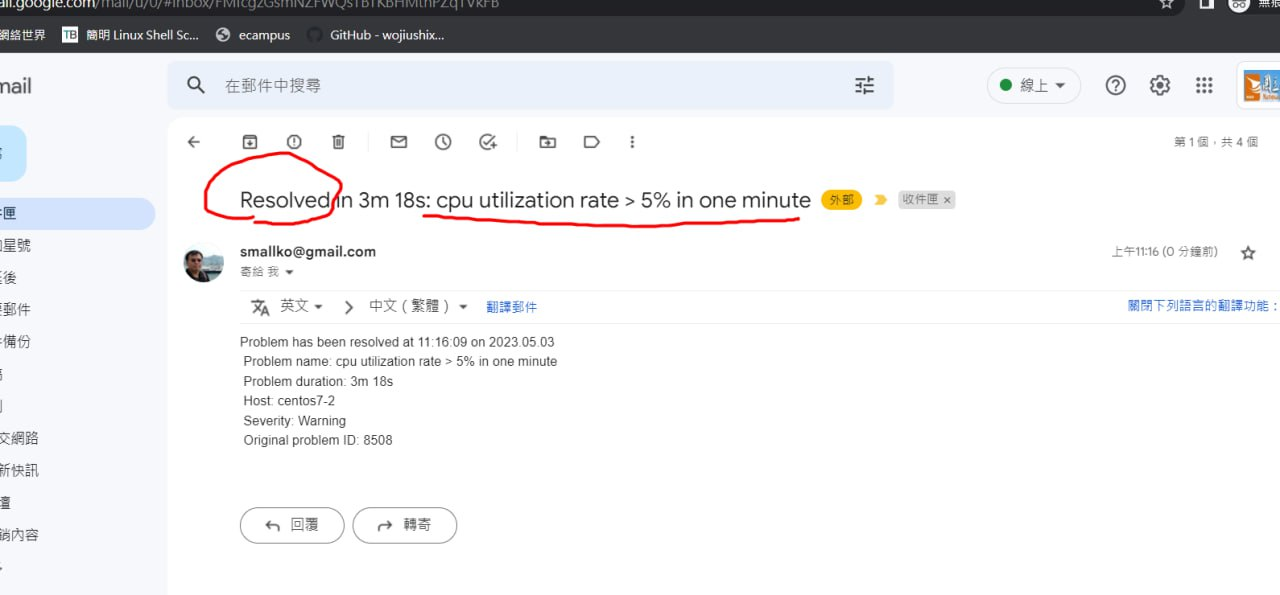 ail.google.com/mail/u/0/#inbox/
網絡世界 TB 簡明 Linux Shell Sc... ecampus GitHub - wojiushix...
mail
在郵件中搜尋
線上
第 1 個，共 4 個
Resolved in 3m 18s: cpu utilization rate > 5% in one minute 外部 收件匣 ×
smallko@gmail.com
上午11:16 (0 分鐘前)
寄給 我
英文 中文 ( 繁體 ) 翻譯郵件 關閉下列語言的翻譯功能：
Problem has been resolved at 11:16:09 on 2023.05.03
Problem name: cpu utilization rate > 5% in one minute
Problem duration: 3m 18s
Host: centos7-2
Severity: Warning
Original problem ID: 8508
回覆 轉寄
件匣
星號
後
郵件
件備份
交網路
新快訊
銷內容